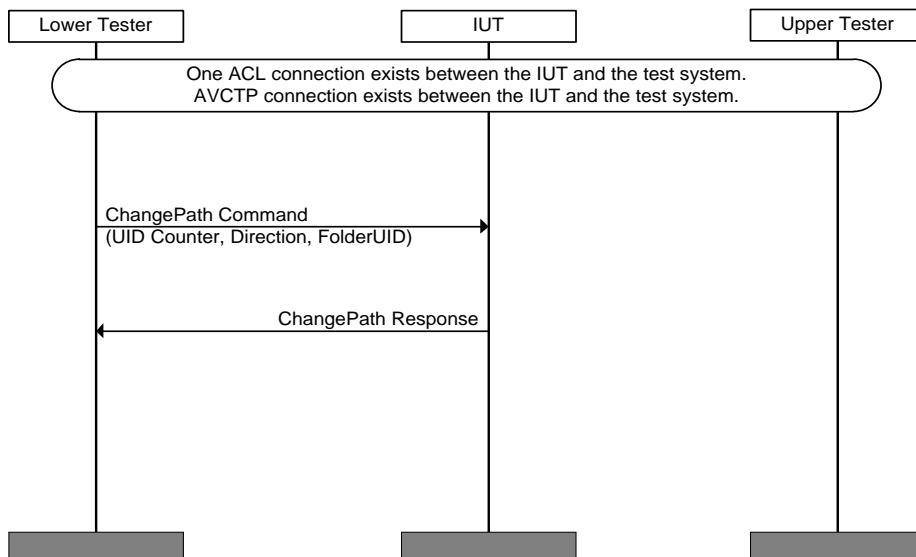 Lower Tester
IUT
Upper Tester
One ACL connection exists between the IUT and the test system.
AVCTP connection exists between the IUT and the test system.
ChangePath Command
(UID Counter, Direction, FolderUID)
ChangePath Response